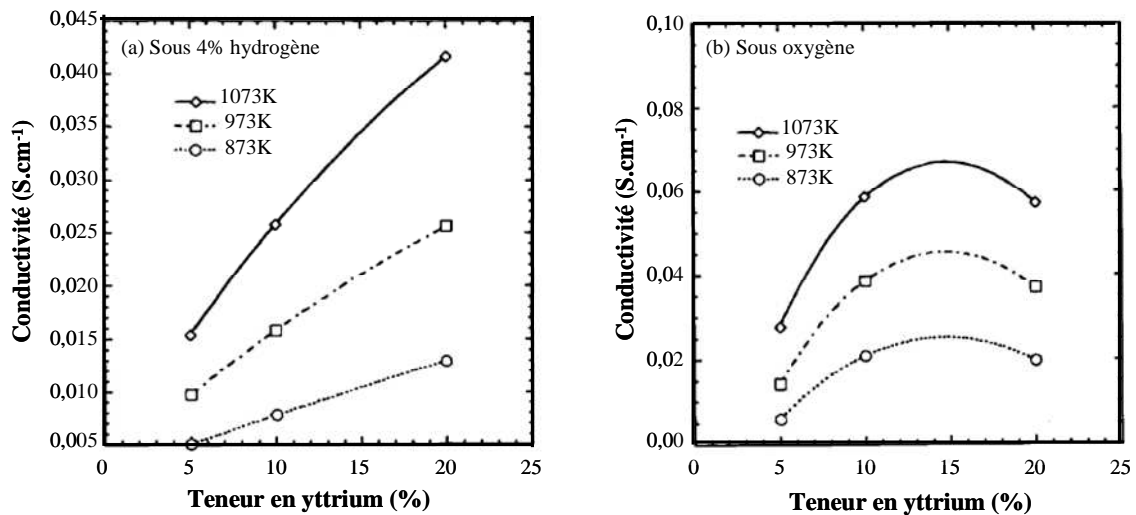 (a) Sous 4% hydrogène
1073K
973K
873K
Conductivité (S.cm-1)
0,045
0,040
0,035
0,030
0,025
0,020
0,015
0,010
0,005
0
5
10
15
20
25
Teneur en yttrium (%)
(b) Sous oxygène
1073K
973K
873K
Conductivité (S.cm-1)
0,10
0,08
0,06
0,04
0,02
0,00
0
5
10
15
20
25
Teneur en yttrium (%)